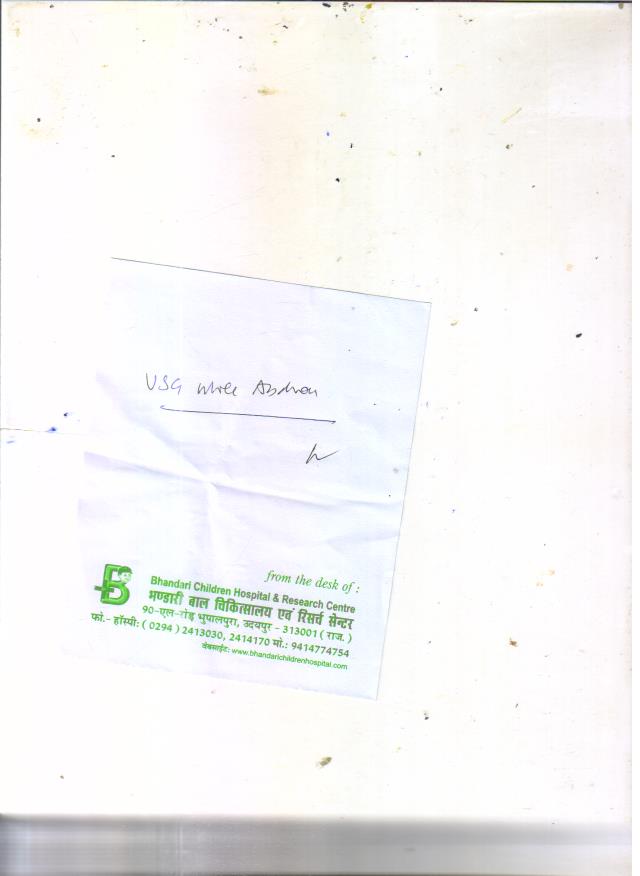 USG whole Abdomen
from the desk of :
Bhandari Children Hospital & Research Centre
भण्डारी बाल चिकित्सालय एवं रिसर्च सेन्टर
90-एल-रोड़ भुपालपुरा, उदयपुर - 313001 ( राज. )
फो.- हॉस्पी: ( 0294 ) 2413030, 2414170 मो.: 9414774754
वेबसाईट: www.bhandarichildrenhospital.com